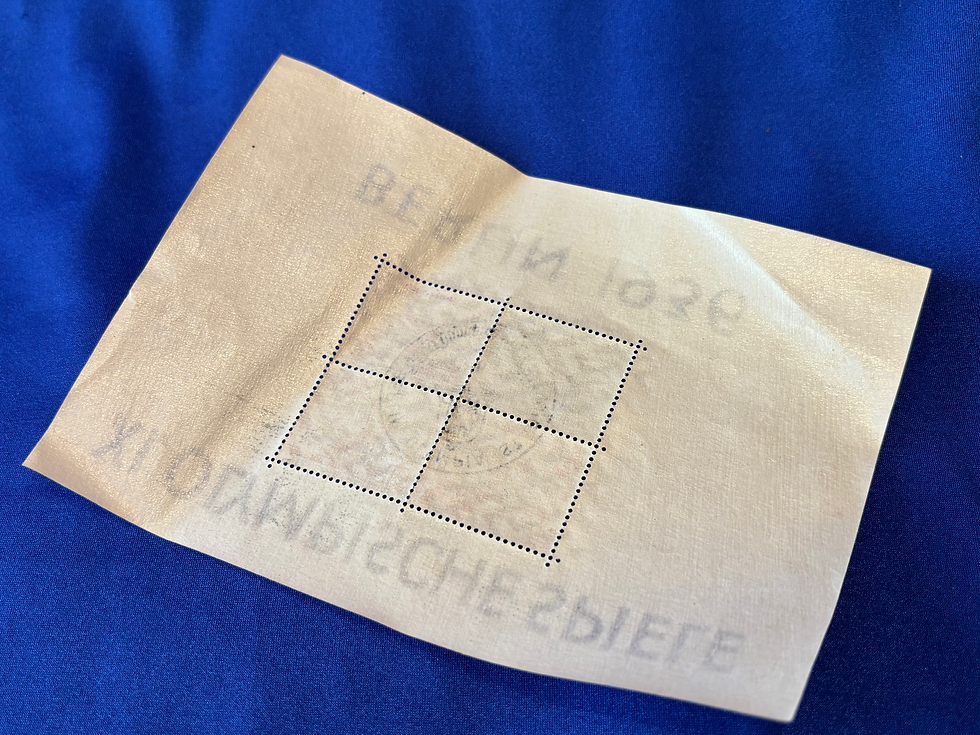 XI. OLYMPISCHE SPIELE
BERLIN 1936